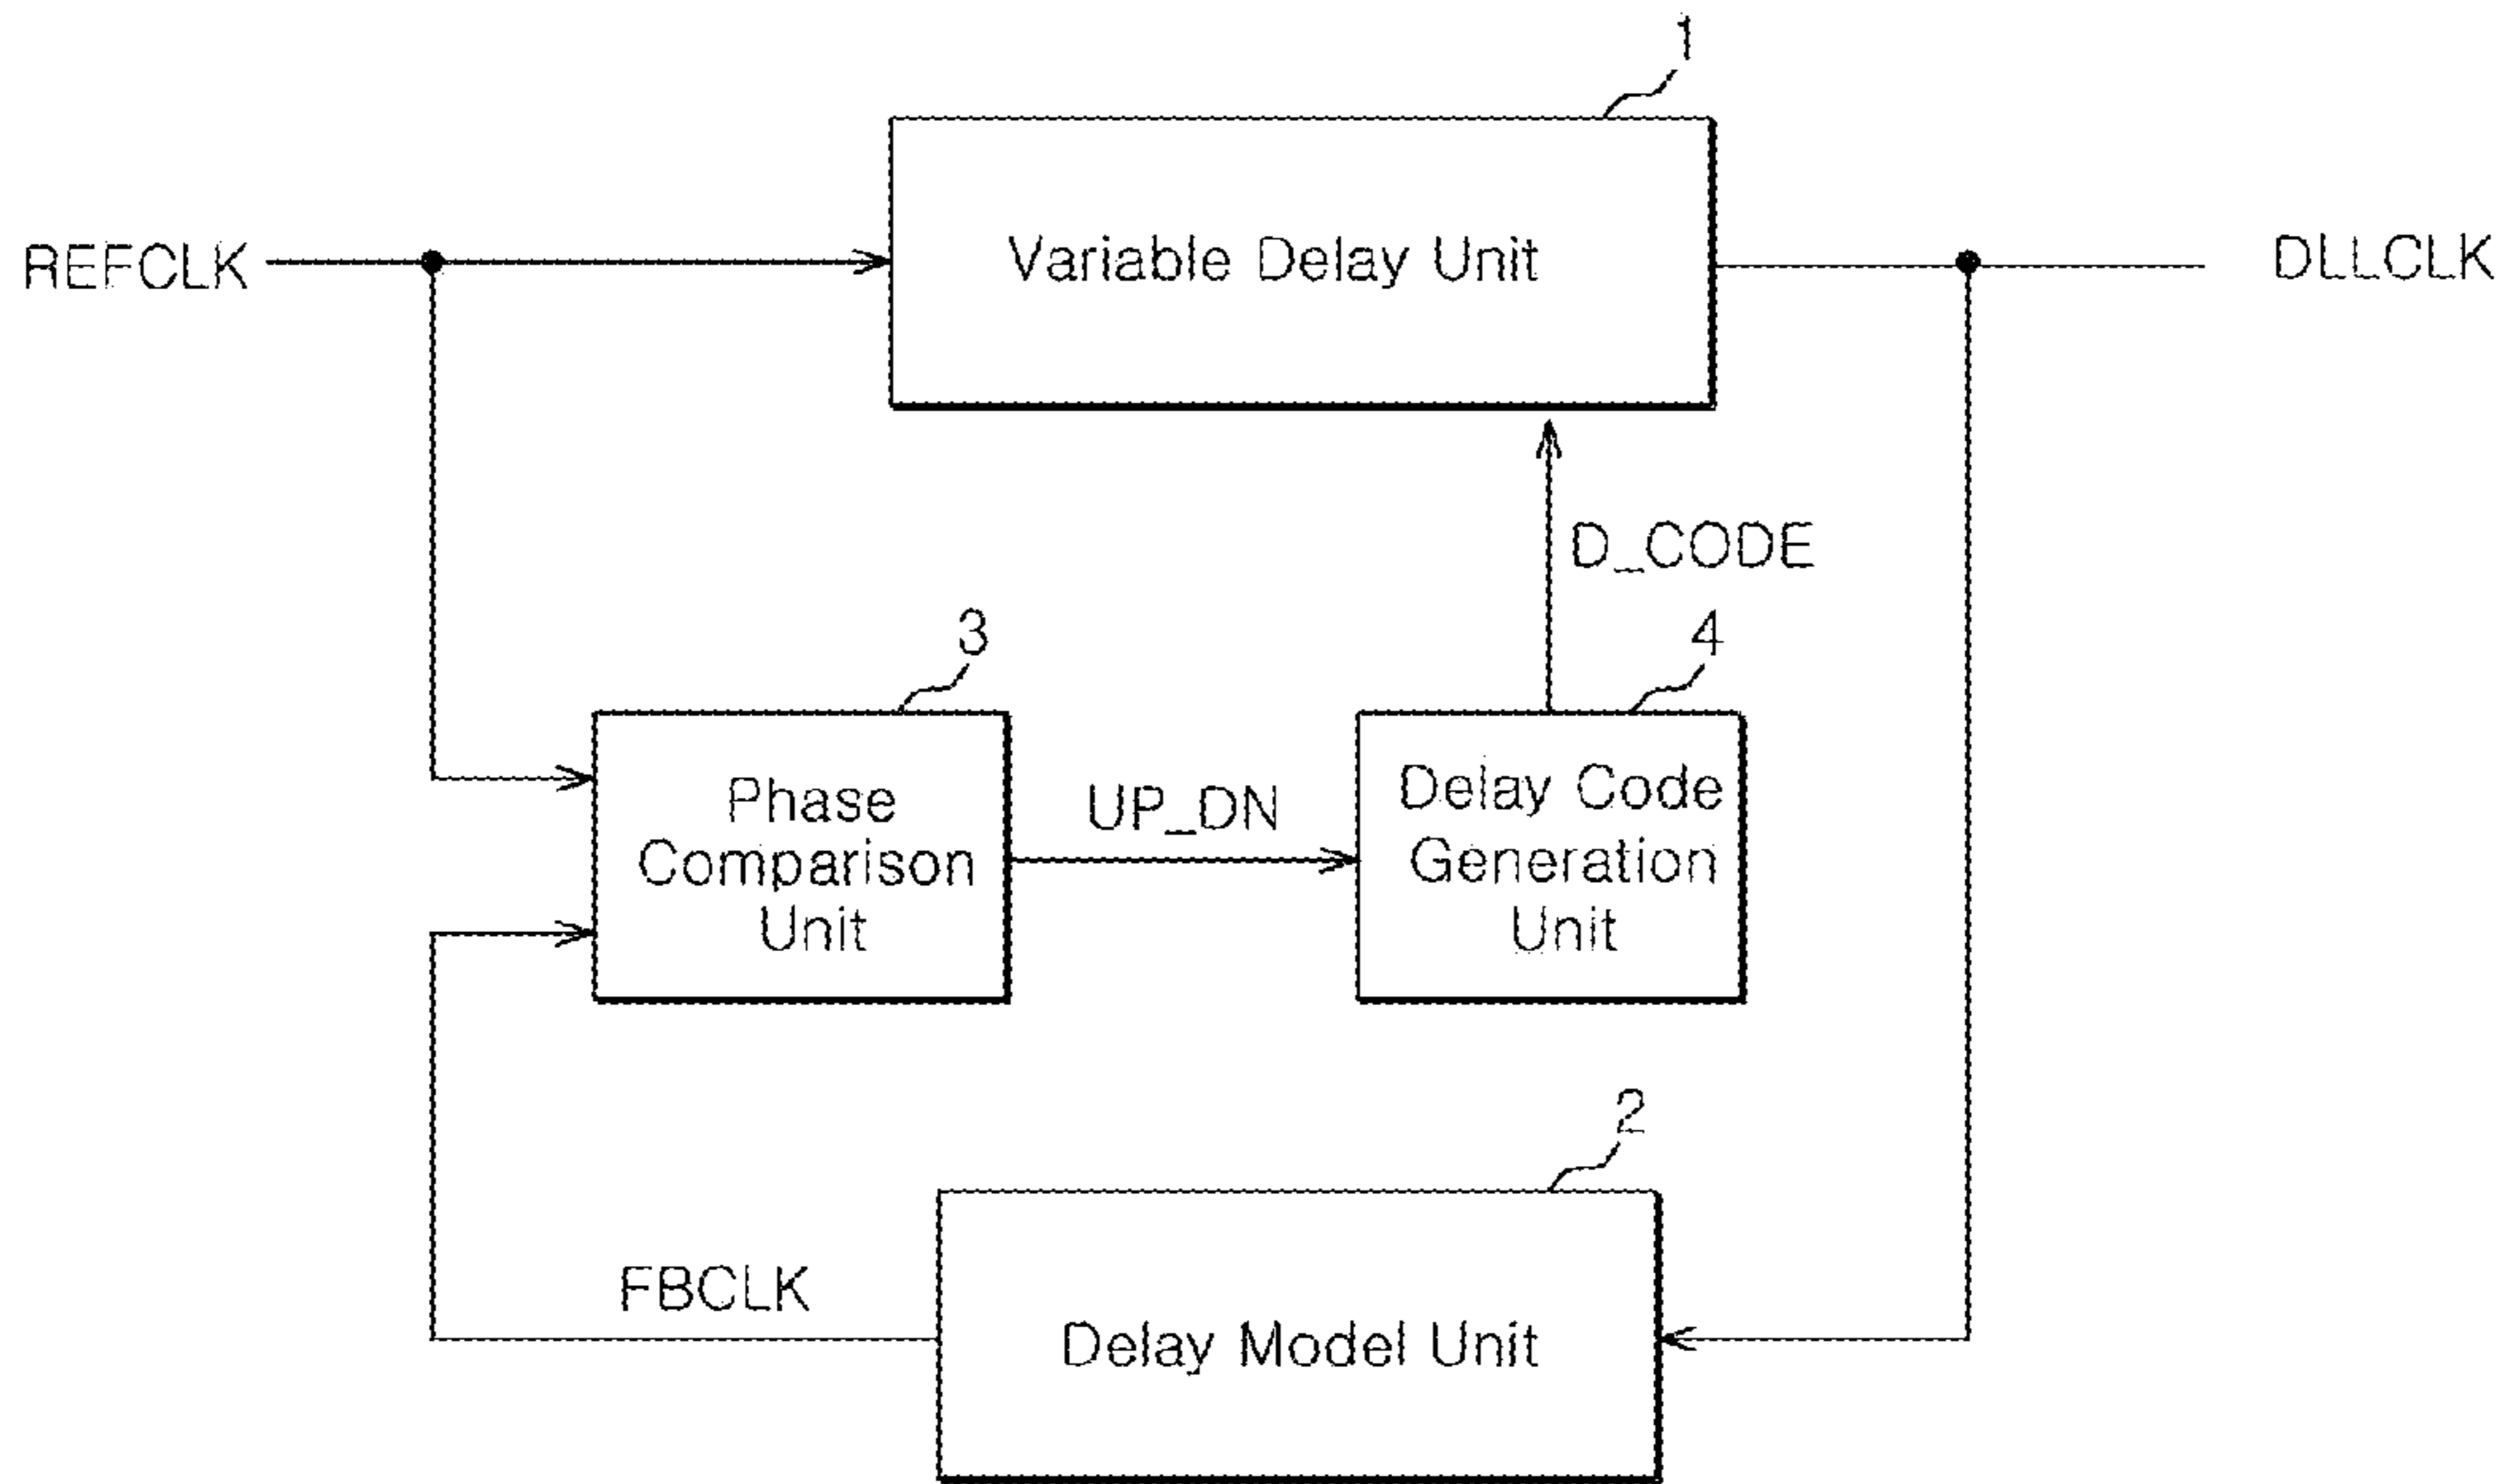 1
REFCLK
Variable Delay Unit
DLLCLK
D_CODE
3
4
Phase
Comparison
Unit
UP_DN
Delay Code
Generation
Unit
2
FBCLK
Delay Model Unit